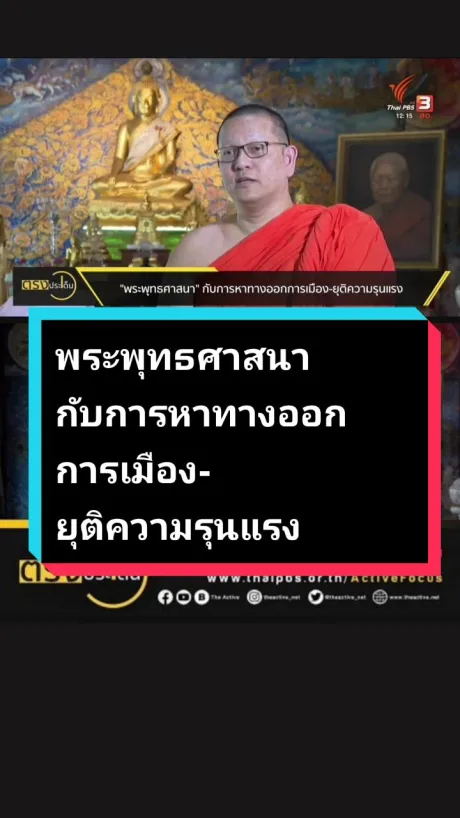 Thai PBS 3
12:15 สด.
ตรงประเด็น
"พระพุทธศาสนา" กับการหาทางออกการเมือง-ยุติความรุนแรง
พระพุทธศาสนา
กับการหาทางออก
การเมือง-
ยุติความรุนแรง
ตรงประเด็น
www.thaipbs.or.th/ActiveFocus
The Active
theactive_net
@theactive_net
www.theactive.net